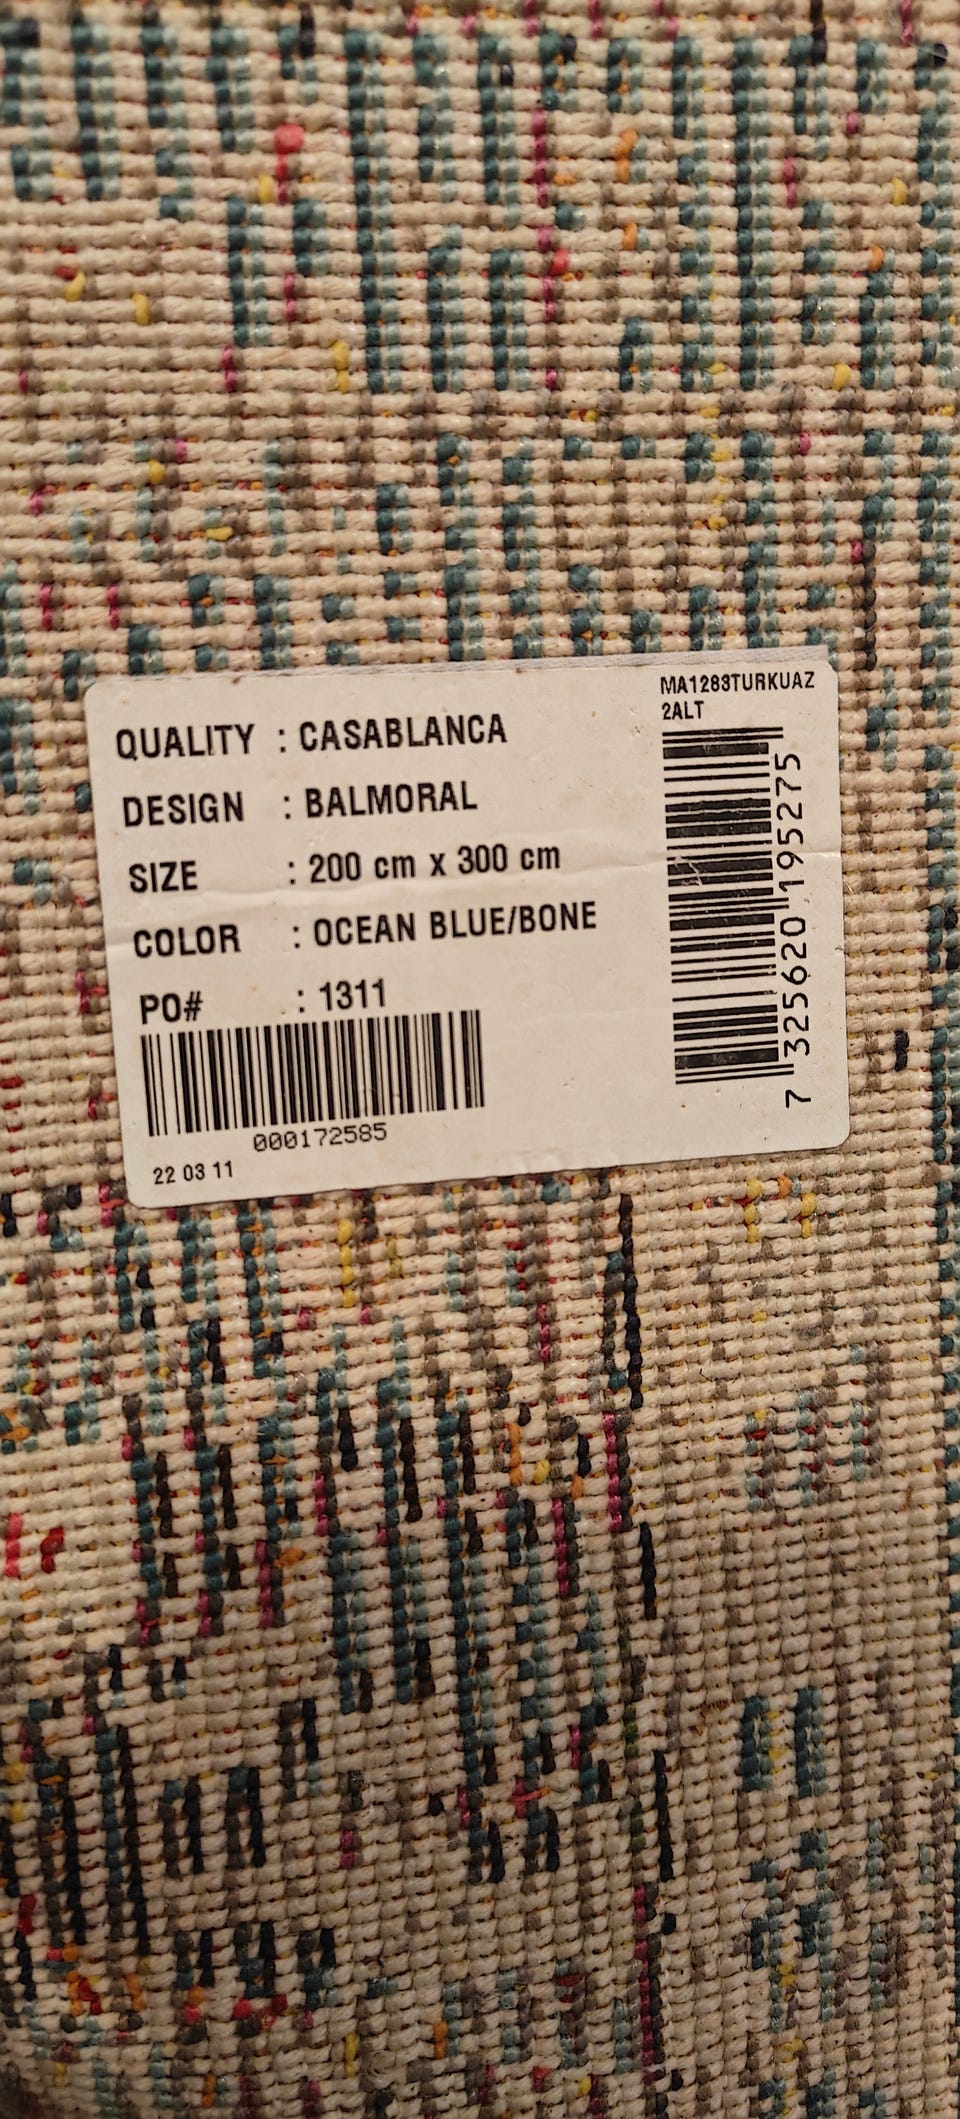 MA1283TURKUAZ
2ALT
QUALITY : CASABLANCA
DESIGN : BALMORAL
SIZE : 200 cm x 300 cm
COLOR : OCEAN BLUE/BONE
PO# : 1311
000172585
22 03 11
7 325620 195275